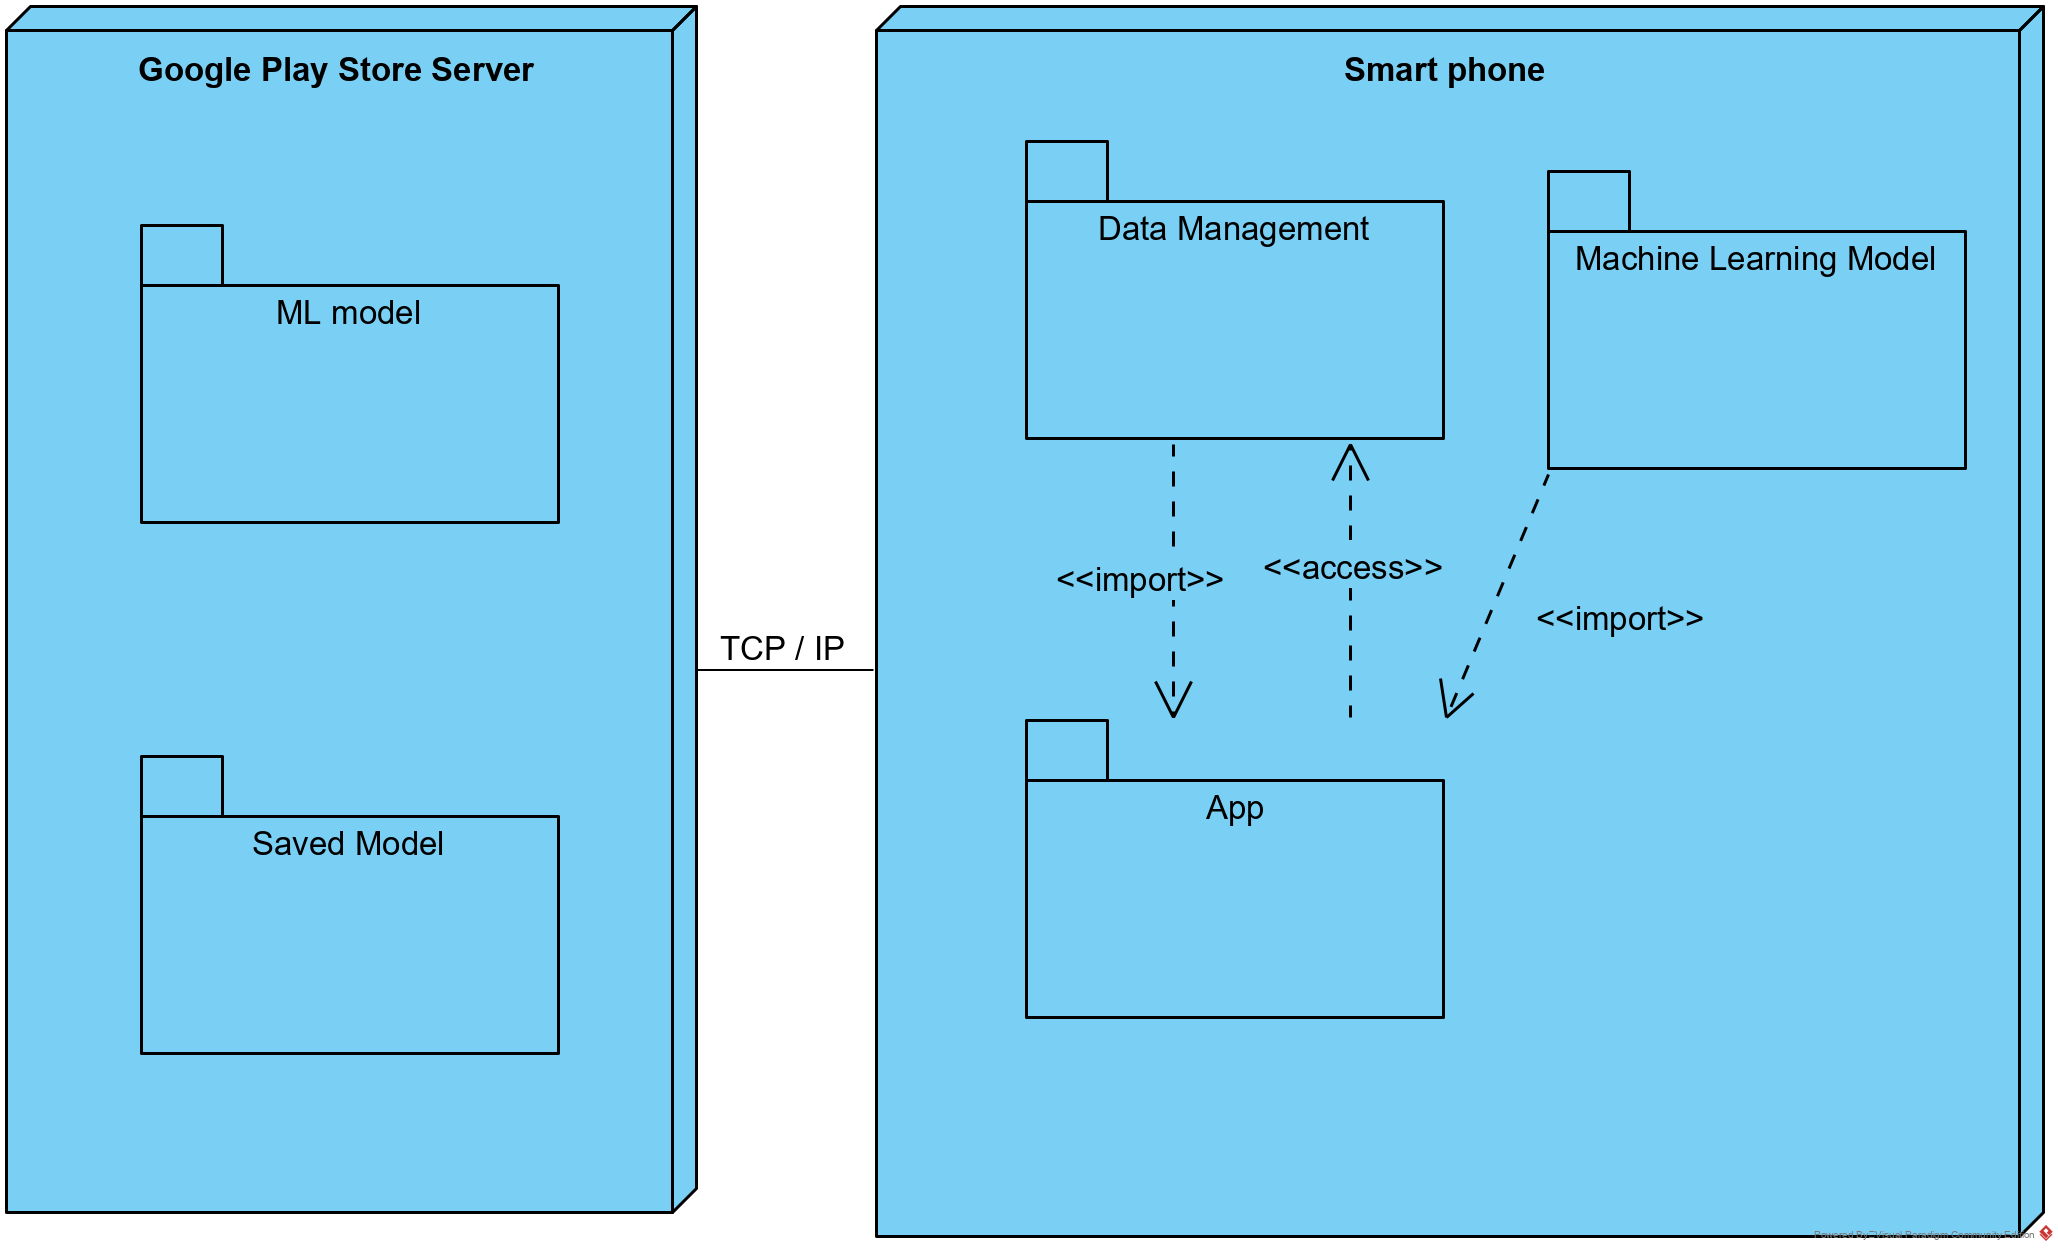 Google Play Store Server
ML model
Saved Model
TCP / IP
Smart phone
Data Management
Machine Learning Model
<<import>>
<<access>>
<<import>>
App
Powered By Visual Paradigm Community Edition